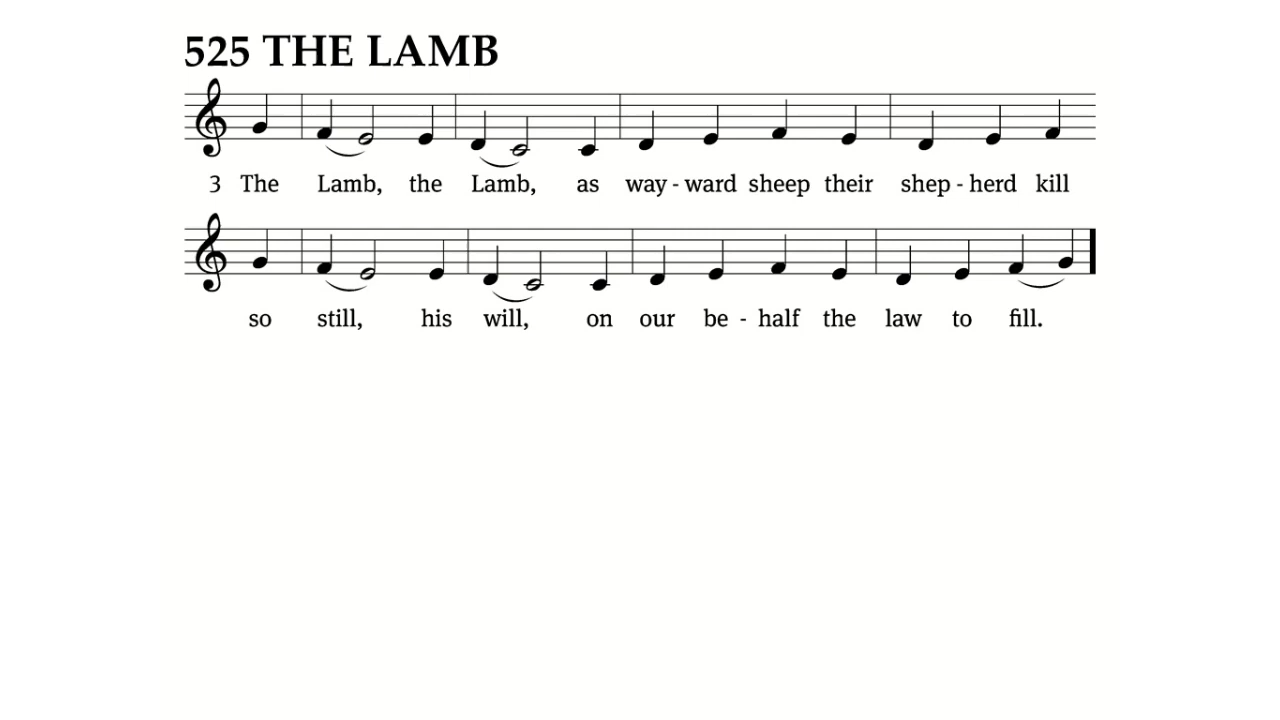 525 THE LAMB
3 The Lamb, the Lamb, as way - ward sheep their shep - herd kill
so still, his will, on our be - half the law to fill.